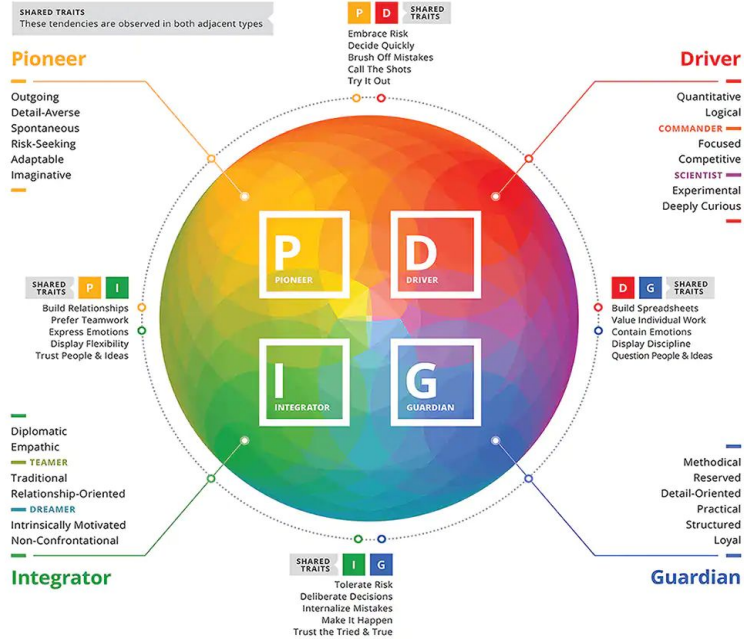 SHARED TRAITS
These tendencies are observed in both adjacent types
P D SHARED TRAITS
Embrace Risk
Decide Quickly
Brush Off Mistakes
Call The Shots
Try It Out
Pioneer
Outgoing
Detail-Averse
Spontaneous
Risk-Seeking
Adaptable
Imaginative
Driver
Quantitative
Logical
COMMANDER
Focused
Competitive
SCIENTIST
Experimental
Deeply Curious
P
PIONEER
D
DRIVER
I
INTEGRATOR
G
GUARDIAN
SHARED TRAITS P I
Build Relationships
Prefer Teamwork
Express Emotions
Display Flexibility
Trust People & Ideas
D G SHARED TRAITS
Build Spreadsheets
Value Individual Work
Contain Emotions
Display Discipline
Question People & Ideas
Diplomatic
Empathic
TEAMER
Traditional
Relationship-Oriented
DREAMER
Intrinsically Motivated
Non-Confrontational
Integrator
Methodical
Reserved
Detail-Oriented
Practical
Structured
Loyal
Guardian
SHARED TRAITS I G
Tolerate Risk
Deliberate Decisions
Internalize Mistakes
Make It Happen
Trust the Tried & True